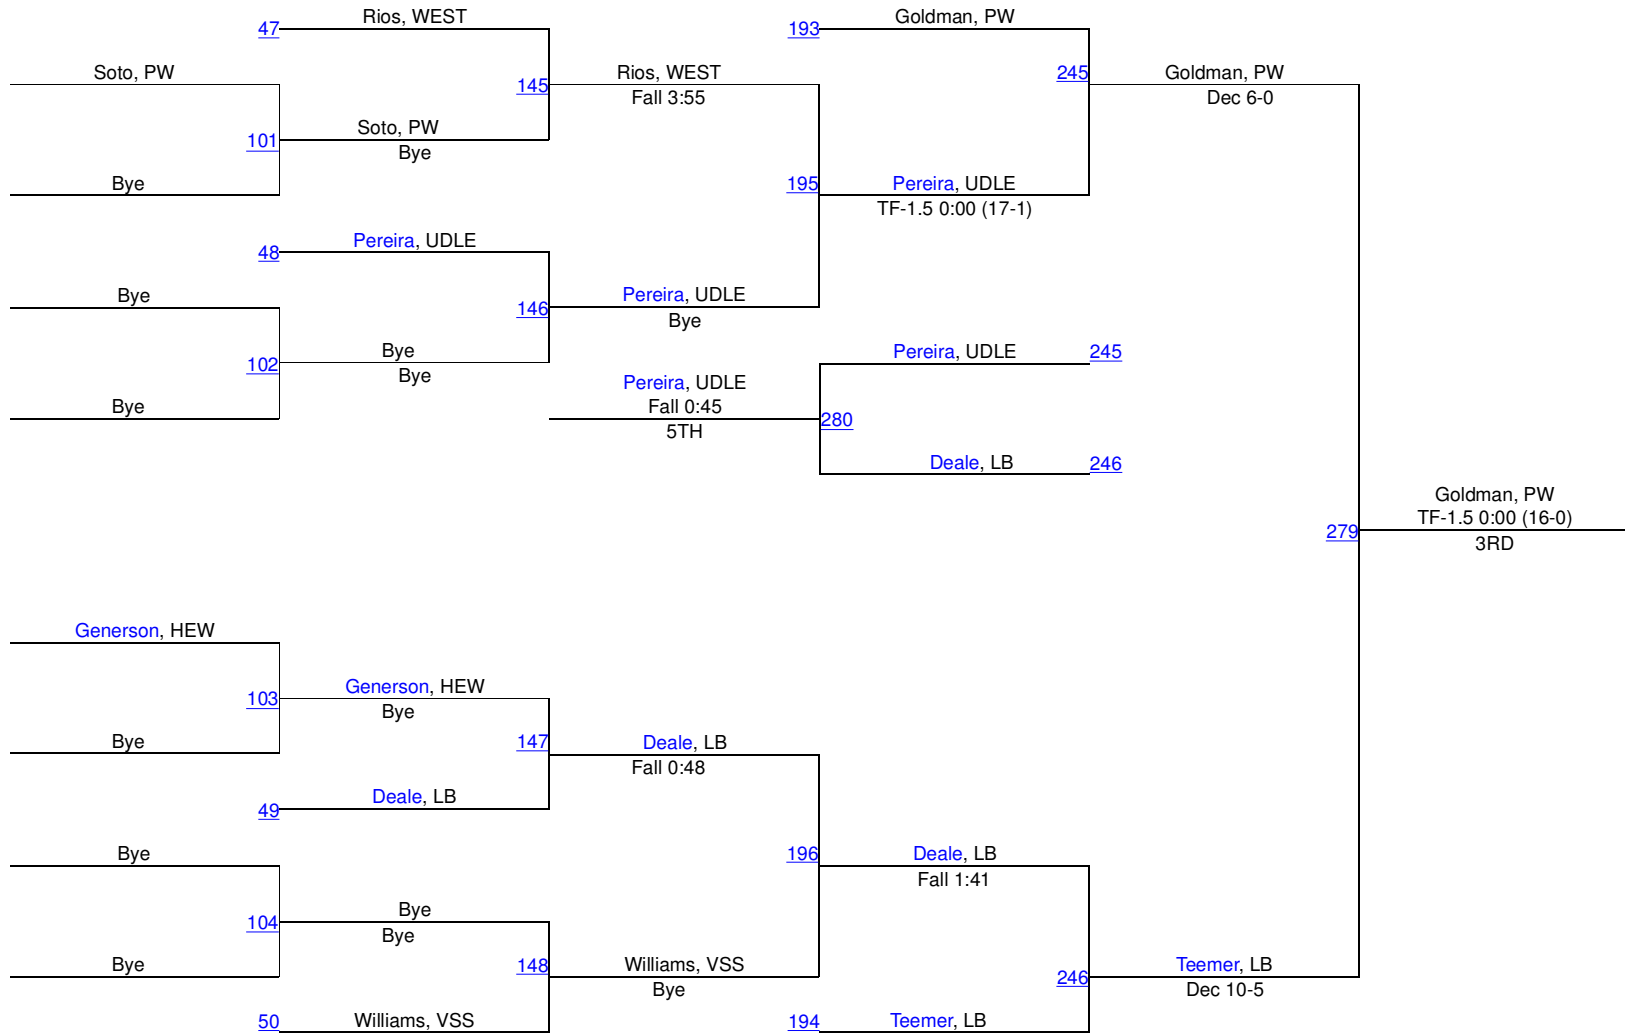 Rios, WEST
Goldman, PW
47
193
Soto, PW
Rios, WEST
245
Goldman, PW
145
Fall 3:55
Dec 6-0
Soto, PW
101
Bye
Bye
195
Pereira, UDLE
TF-1.5 0:00 (17-1)
Pereira, UDLE
48
Bye
Pereira, UDLE
146
Bye
Bye
Pereira, UDLE
245
102
Bye
Pereira, UDLE
Bye
Fall 0:45
280
5TH
Deale, LB
246
Goldman, PW
TF-1.5 0:00 (16-0)
279
3RD
Generson, HEW
Generson, HEW
103
Bye
Bye
147
Deale, LB
Fall 0:48
Deale, LB
49
Bye
196
Deale, LB
Fall 1:41
Bye
104
Bye
Bye
148
Williams, VSS
246
Teemer, LB
Bye
Dec 10-5
50
Williams, VSS
194
Teemer, LB